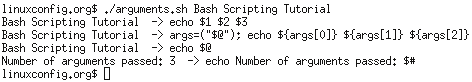 linuxconfig.org$ ./arguments.sh Bash Scripting Tutorial
Bash Scripting Tutorial  -> echo $1 $2 $3
Bash Scripting Tutorial  -> args=("$@"); echo ${args[0]} ${args[1]} ${args[2]}
Bash Scripting Tutorial  -> echo $@
Number of arguments passed: 3  -> echo Number of arguments passed: $#
linuxconfig.org$